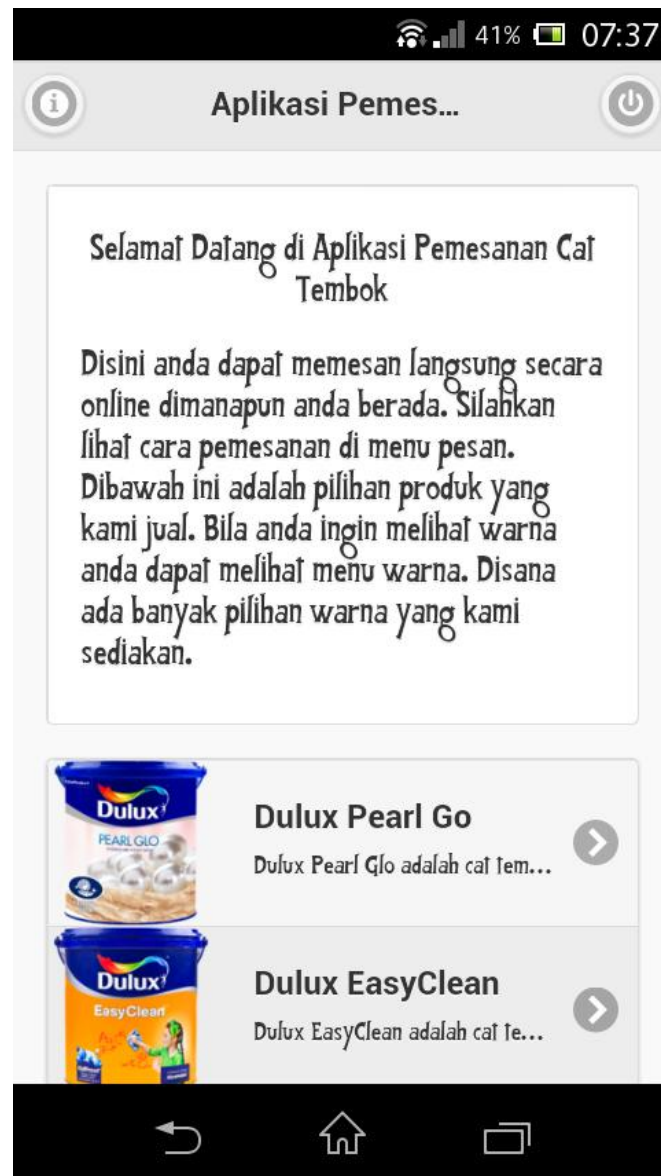 41% 07:37
Aplikasi Pemes...
Selamat Datang di Aplikasi Pemesanan Cat
Tembok
Disini anda dapat memesan langsung secara
online dimanapun anda berada. Silahkan
lihat cara pemesanan di menu pesan.
Dibawah ini adalah pilihan produk yang
kami jual. Bila anda ingin melihat warna
anda dapat melihat menu warna. Disana
ada banyak pilihan warna yang kami
sediakan.
Dulux
PEARL GLO
Dulux Pearl Go
Dulux Pearl Glo adalah cat tem...
Dulux
EasyClean
Dulux EasyClean
Dulux EasyClean adalah cat te...